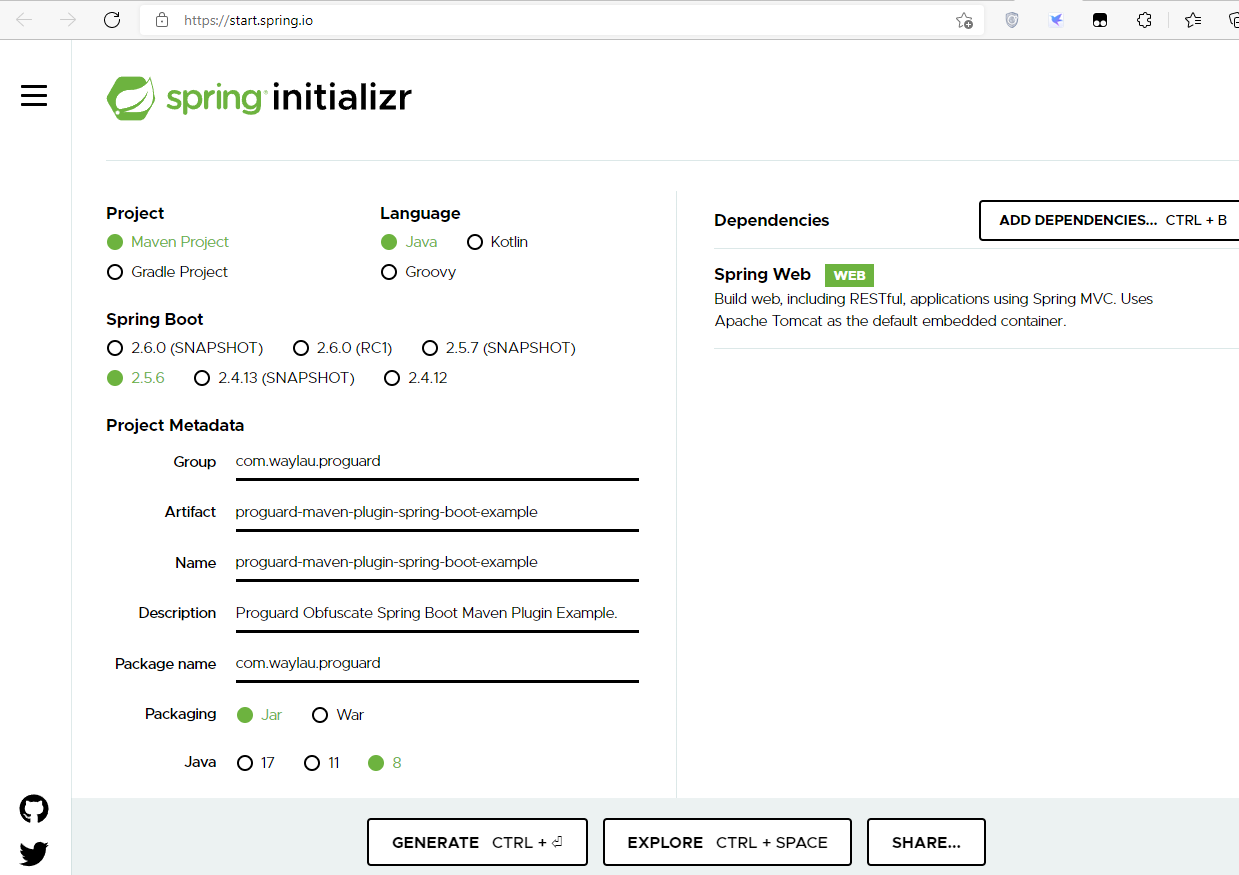 https://start.spring.io
spring initializr
Project
Maven Project
Gradle Project
Language
Java Kotlin
Groovy
Spring Boot
2.6.0 (SNAPSHOT) 2.6.0 (RC1) 2.5.7 (SNAPSHOT)
2.5.6 2.4.13 (SNAPSHOT) 2.4.12
Project Metadata
Group com.waylau.proguard
Artifact proguard-maven-plugin-spring-boot-example
Name proguard-maven-plugin-spring-boot-example
Description Proguard Obfuscate Spring Boot Maven Plugin Example.
Package name com.waylau.proguard
Packaging Jar War
Java 17 11 8
Dependencies ADD DEPENDENCIES... CTRL + B
Spring Web WEB
Build web, including RESTful, applications using Spring MVC. Uses
Apache Tomcat as the default embedded container.
GENERATE CTRL + ⏎ EXPLORE CTRL + SPACE SHARE...